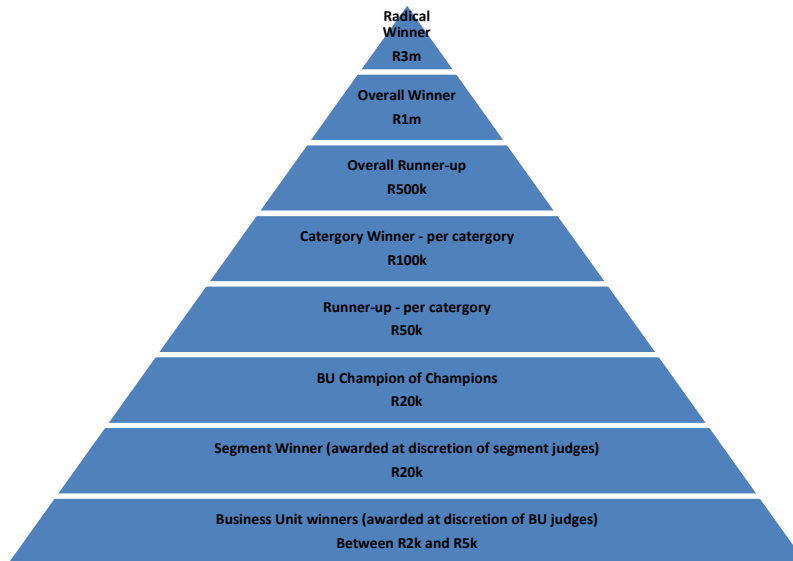 Radical
Winner
R3m
Overall Winner
R1m
Overall Runner-up
R500k
Catergory Winner - per catergory
R100k
Runner-up - per catergory
R50k
BU Champion of Champions
R20k
Segment Winner (awarded at discretion of segment judges)
R20k
Business Unit winners (awarded at discretion of BU judges)
Between R2k and R5k